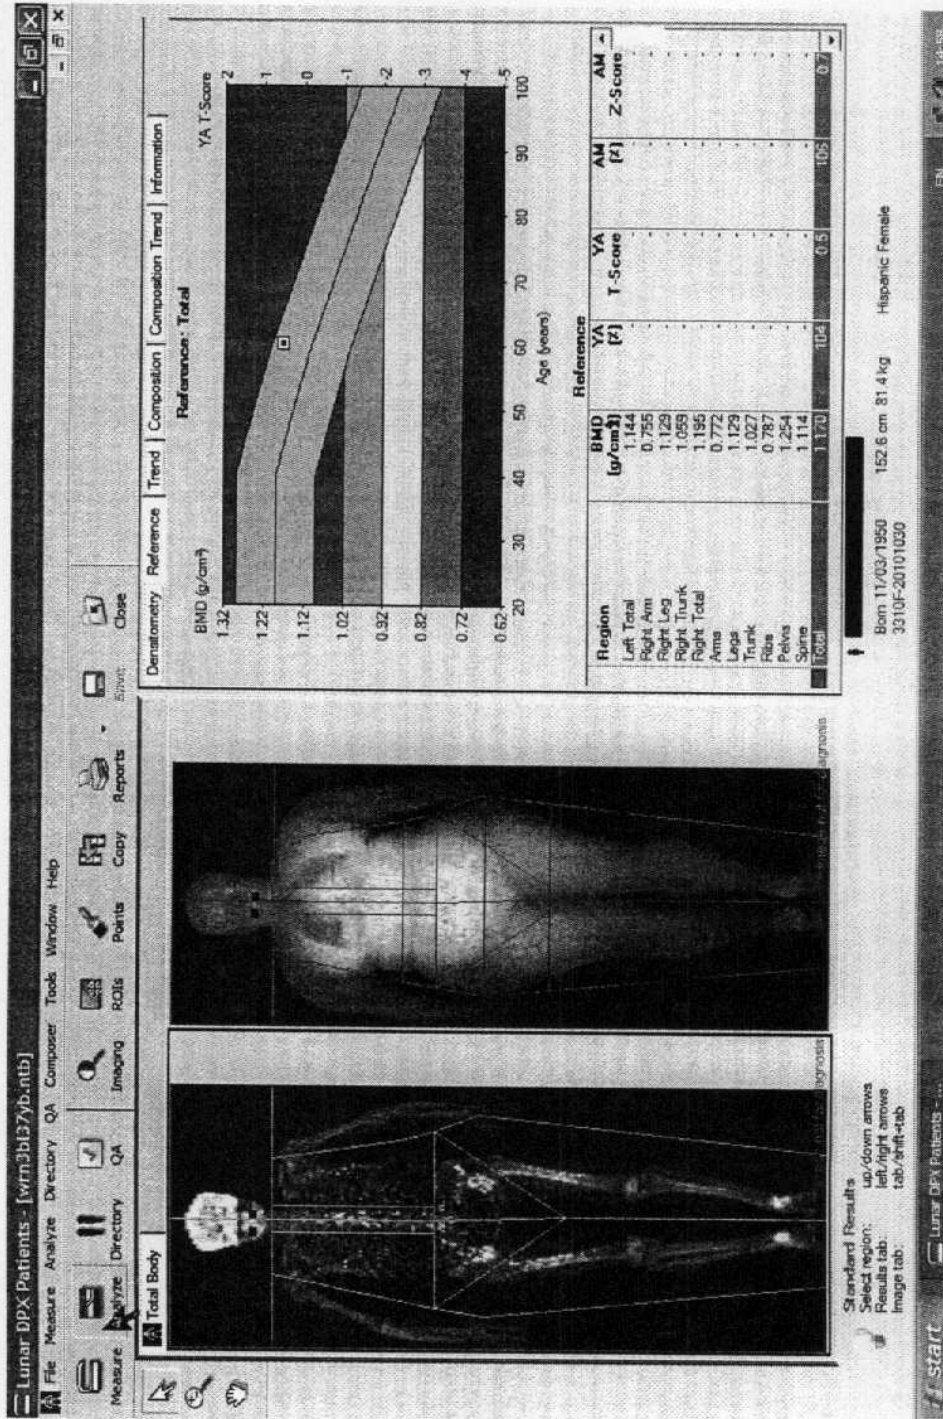 Lunar DPX Patients - [wrn3bl37yb.ntb]
File Measure Analyze Directory QA Composer Tools Window Help
Measure Analyze Directory QA Imaging ROIs Points Copy Reports Close
Total Body
Densitometry Reference Trend Composition Composition Trend Information
Reference: Total
BMD (g/cm²) YA T-Score
1.32 2
1.22 1
1.12 0
1.02 -1
0.92 -2
0.82 -3
0.72 -4
0.62 -5
20 30 40 50 60 70 80 90 100
Age (years)
Reference
Region BMD (g/cm²) YA (%) YA T-Score AM (%) AM Z-Score
Left Total 1.144 - - - -
Right Arm 0.755 - - - -
Right Leg 1.129 - - - -
Right Trunk 1.059 - - - -
Right Total 1.195 - - - -
Arms 0.772 - - - -
Legs 1.129 - - - -
Trunk 1.027 - - - -
Ribs 0.787 - - - -
Pelvis 1.254 - - - -
Spine 1.114 - - - -
Total 1.170 104 0.5 106 0.7
Standard Results
Select region: up/down arrows
Results tab: left/right arrows
Image tab: tab/shift+tab
Born 11/03/1950 152.6 cm 81.4 kg Hispanic Female
3310F-20101030
start Lunar DPX Patients - EN